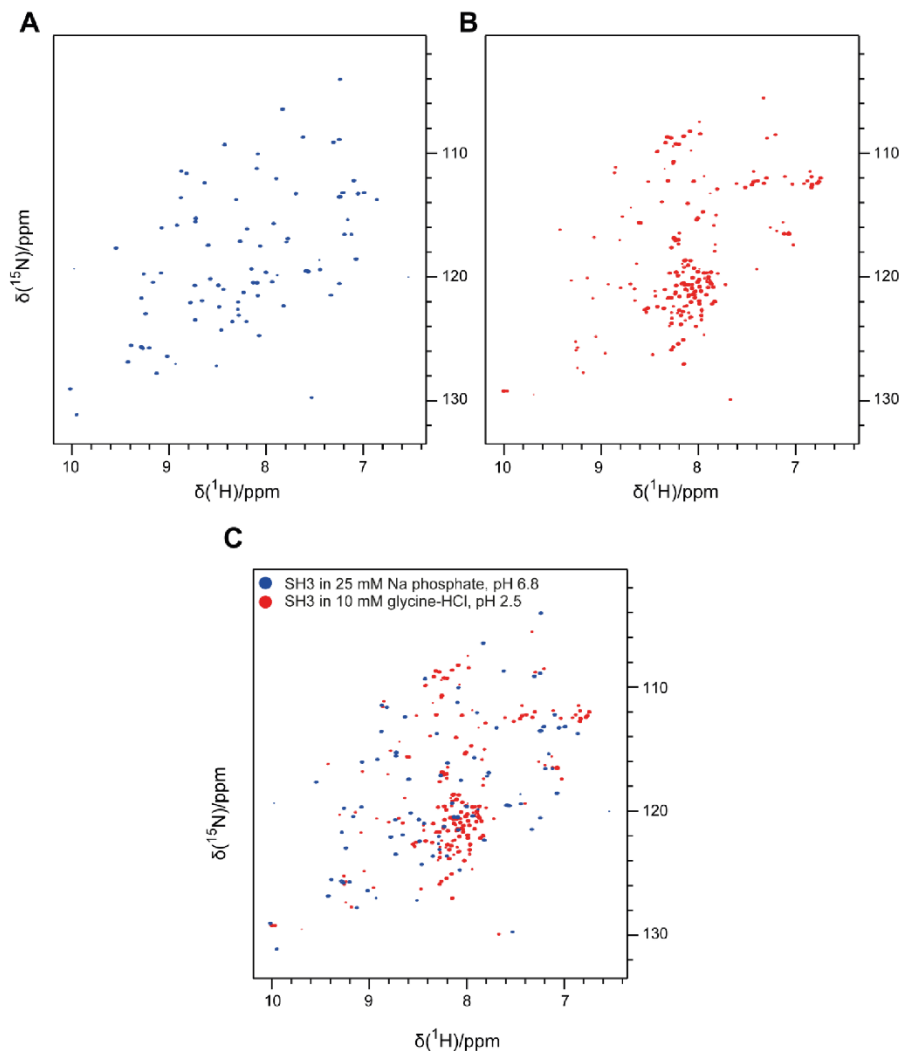 A
B
110
120
130
10 9 8 7
δ(¹H)/ppm
δ(¹⁵N)/ppm
110
120
130
10 9 8 7
δ(¹H)/ppm
δ(¹⁵N)/ppm
C
SH3 in 25 mM Na phosphate, pH 6.8
SH3 in 10 mM glycine-HCl, pH 2.5
110
120
130
10 9 8 7
δ(¹H)/ppm
δ(¹⁵N)/ppm